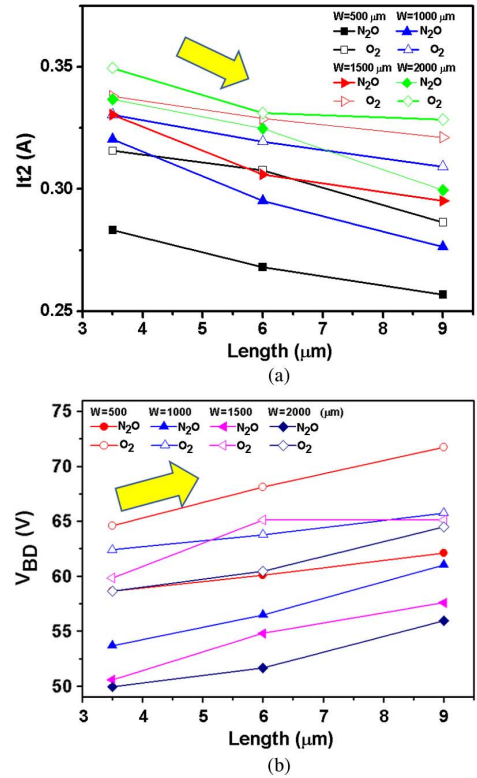 W=500 μm W=1000 μm
N₂O N₂O
O₂ O₂
W=1500 μm W=2000 μm
N₂O N₂O
O₂ O₂
0.35
0.30
0.25
It2 (A)
3 4 5 6 7 8 9
Length (μm)
(a)
W=500 W=1000 W=1500 W=2000 (μm)
N₂O N₂O N₂O N₂O
O₂ O₂ O₂ O₂
75
70
65
60
55
50
V_BD (V)
3 4 5 6 7 8 9
Length (μm)
(b)